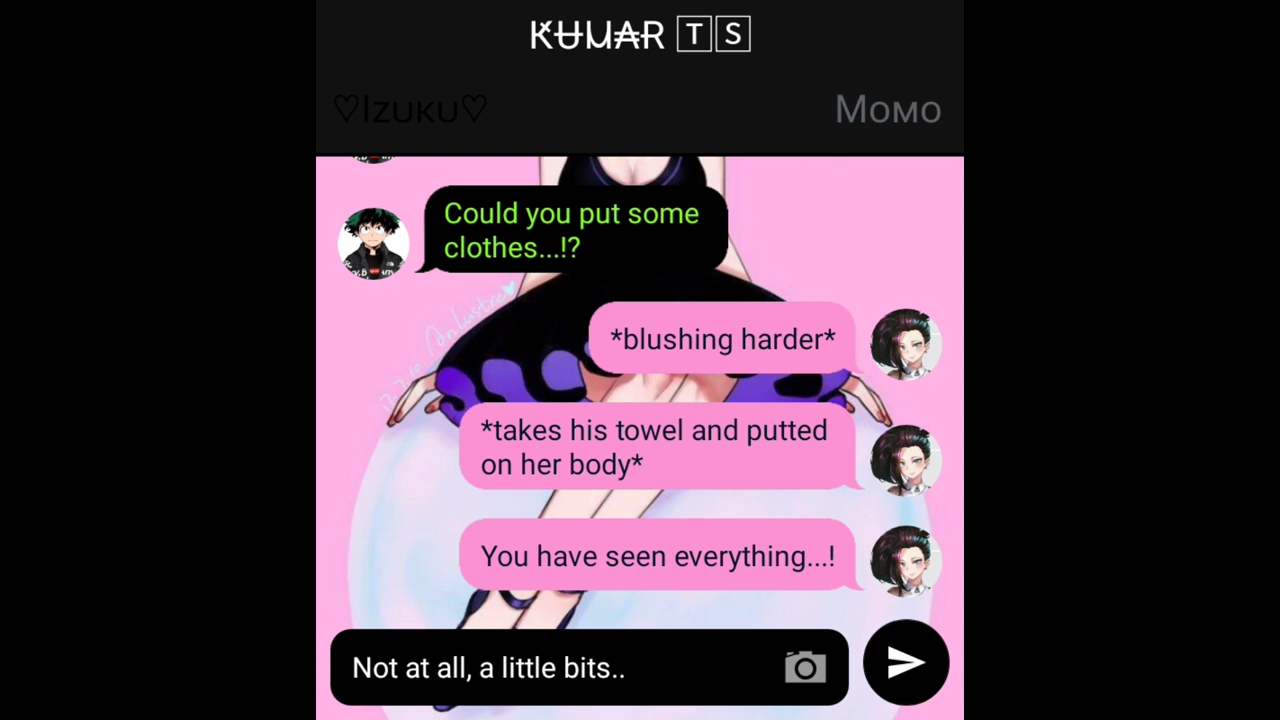 KUUAR TS
♡Izuku♡
Momo
Could you put some
clothes...!?
*blushing harder*
*takes his towel and putted
on her body*
You have seen everything...!
Not at all, a little bits..